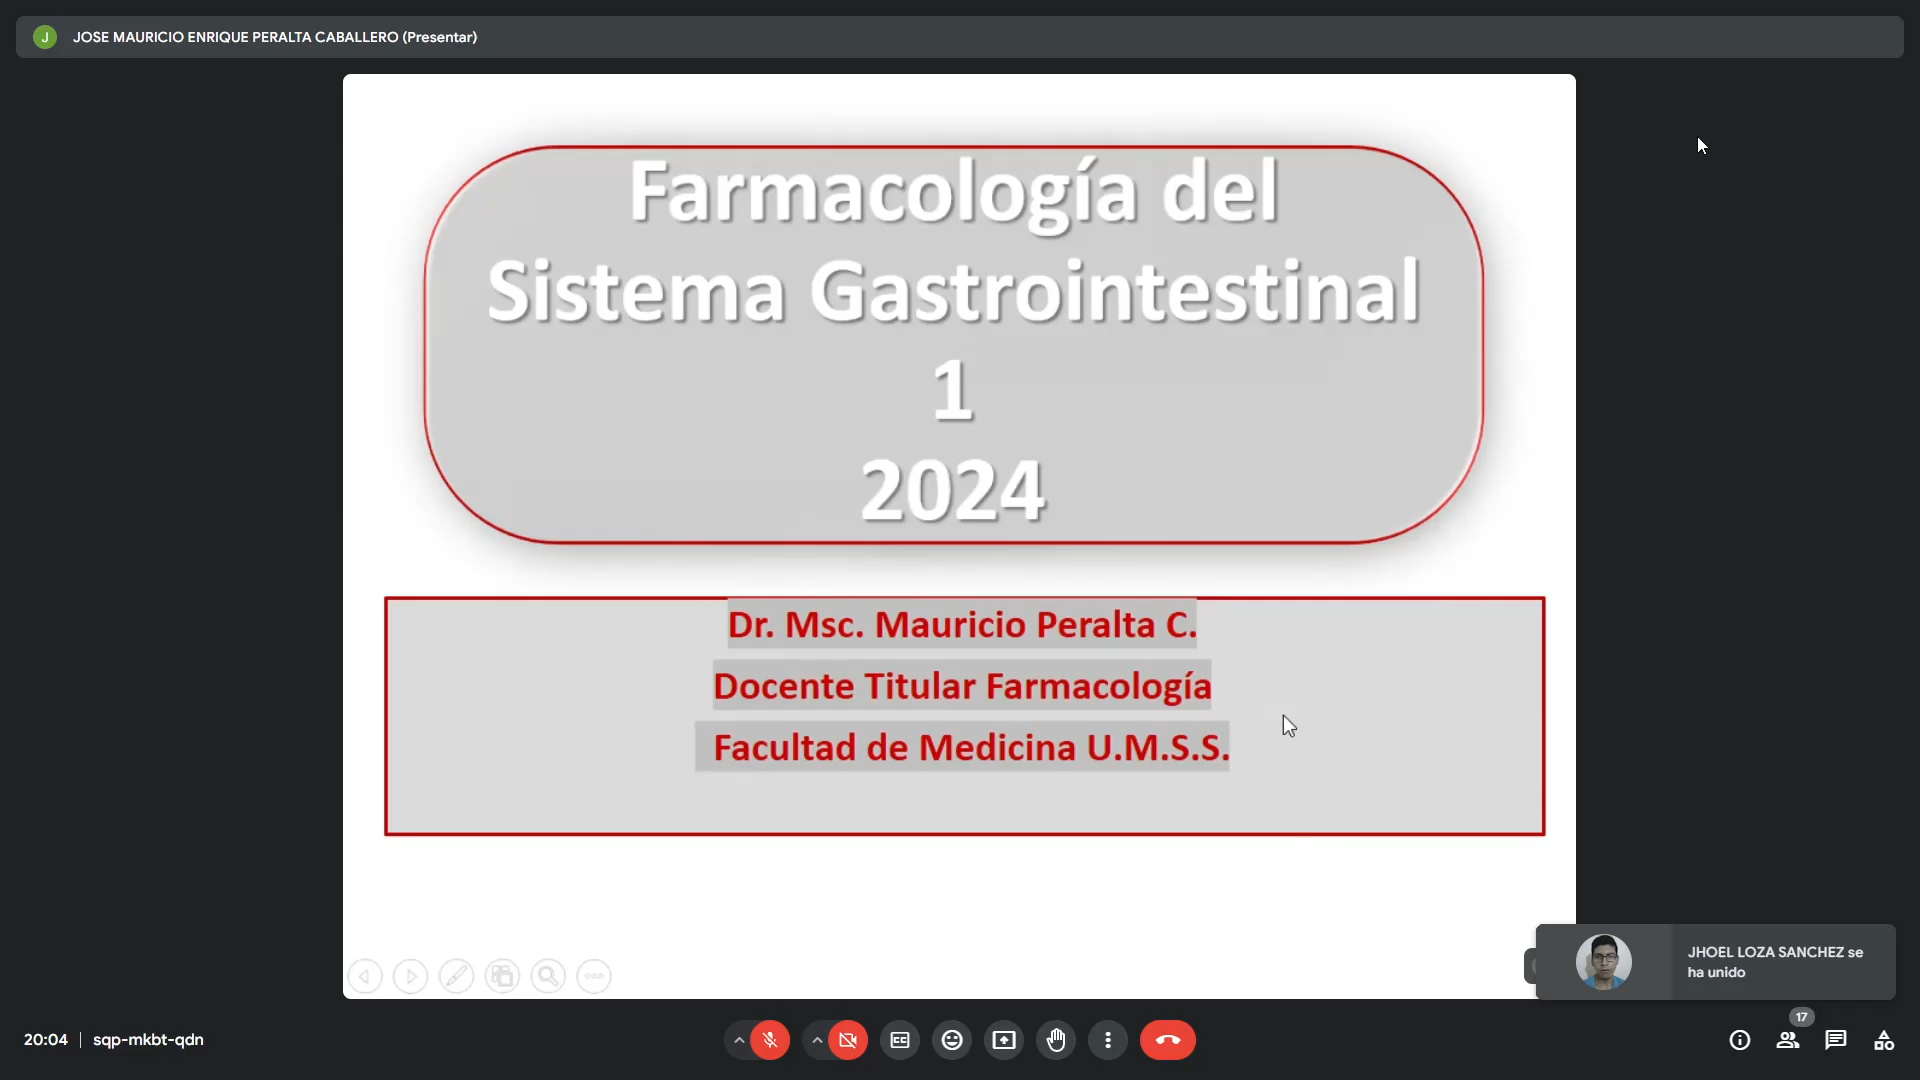 J JOSE MAURICIO ENRIQUE PERALTA CABALLERO (Presentar)
Farmacología del
Sistema Gastrointestinal
1
2024
Dr. Msc. Mauricio Peralta C.
Docente Titular Farmacología
Facultad de Medicina U.M.S.S.
JHOEL LOZA SANCHEZ se
ha unido
17
20:04 sqp-mkbt-qdn